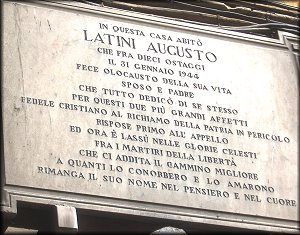 IN QUESTA CASA ABITÒ
LATINI AUGUSTO
CHE FRA DIECI OSTAGGI
IL 31 GENNAIO 1944
FECE OLOCAUSTO DELLA SUA VITA
SPOSO E PADRE
CHE TUTTO DEDICÒ DI SE STESSO
PER QUESTI DUE PIÙ GRANDI AFFETTI
FEDELE CRISTIANO AL RICHIAMO DELLA PATRIA IN PERICOLO
RISPOSE PRIMO ALL'APPELLO
ED ORA È LASSÙ NELLE GLORIE CELESTI
FRA I MARTIRI DELLA LIBERTÀ
CHE CI ADDITA IL CAMMINO MIGLIORE
A QUANTI LO CONOBBERO E LO AMARONO
RIMANGA IL SUO NOME NEL PENSIERO E NEL CUORE